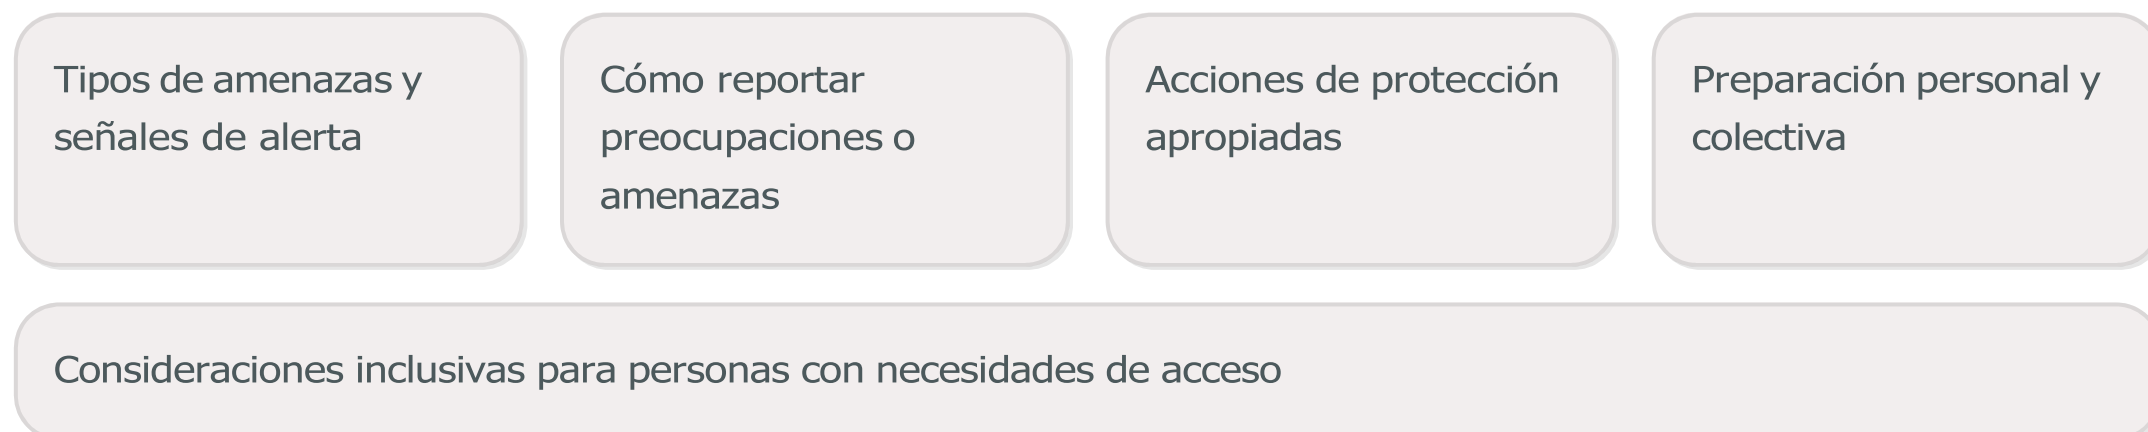 Tipos de amenazas y
señales de alerta
Cómo reportar
preocupaciones o
amenazas
Acciones de protección
apropiadas
Preparación personal y
colectiva
Consideraciones inclusivas para personas con necesidades de acceso